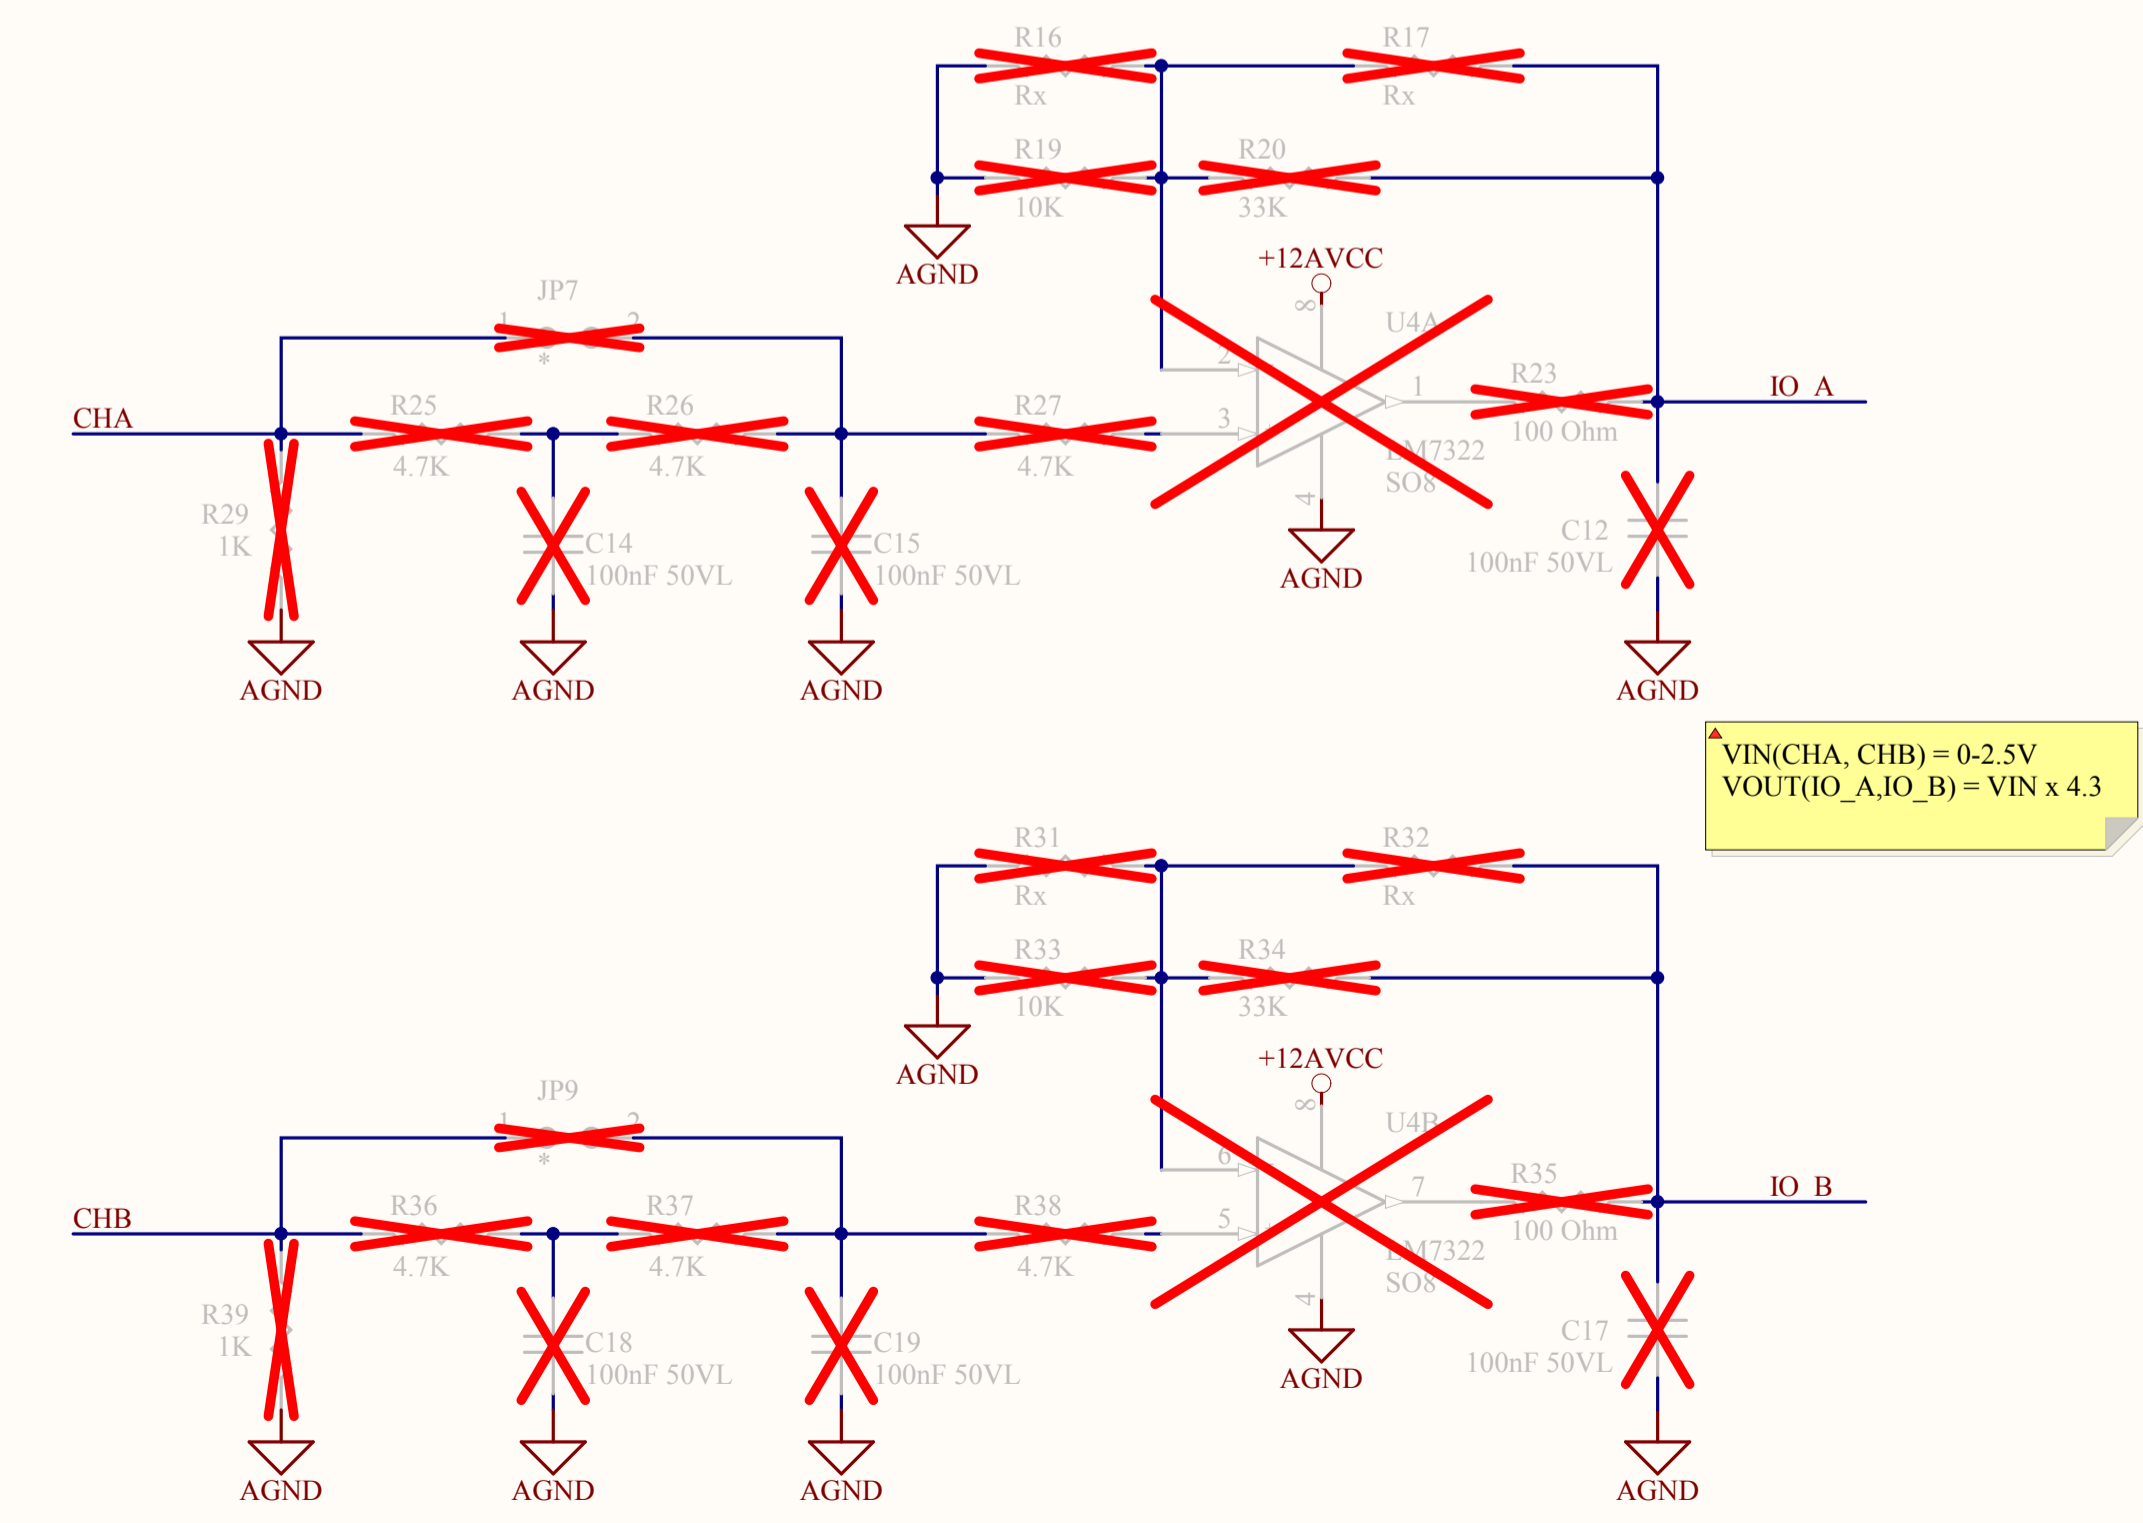 R16
R17
Rx
Rx
R19
R20
10K
33K
AGND
+12AVCC
JP7
1
2
*
8
U4A
2
3
1
R23
100 Ohm
IO_A
CHA
R25
R26
R27
4.7K
4.7K
4.7K
LM7322
SO8
4
AGND
R29
1K
C14
100nF 50VL
C15
100nF 50VL
C12
100nF 50VL
AGND
AGND
AGND
AGND
VIN(CHA, CHB) = 0-2.5V
VOUT(IO_A,IO_B) = VIN x 4.3
R31
R32
Rx
Rx
R33
R34
10K
33K
AGND
+12AVCC
JP9
1
2
*
8
U4B
6
5
7
R35
100 Ohm
IO_B
CHB
R36
R37
R38
4.7K
4.7K
4.7K
LM7322
SO8
4
AGND
R39
1K
C18
100nF 50VL
C19
100nF 50VL
C17
100nF 50VL
AGND
AGND
AGND
AGND